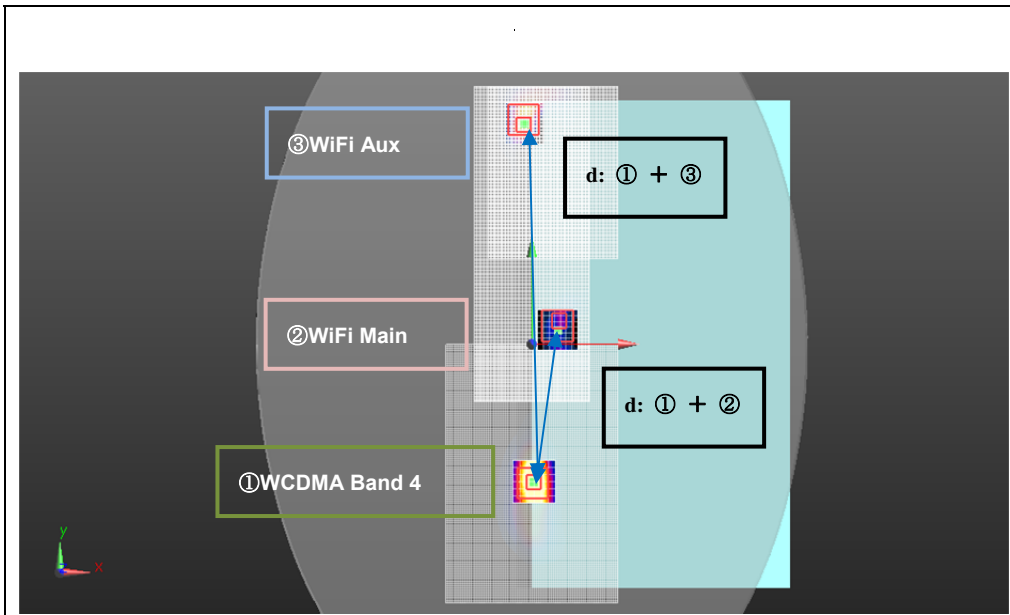 ③WiFi Aux
d: ① + ③
②WiFi Main
d: ① + ②
①WCDMA Band 4
y
x